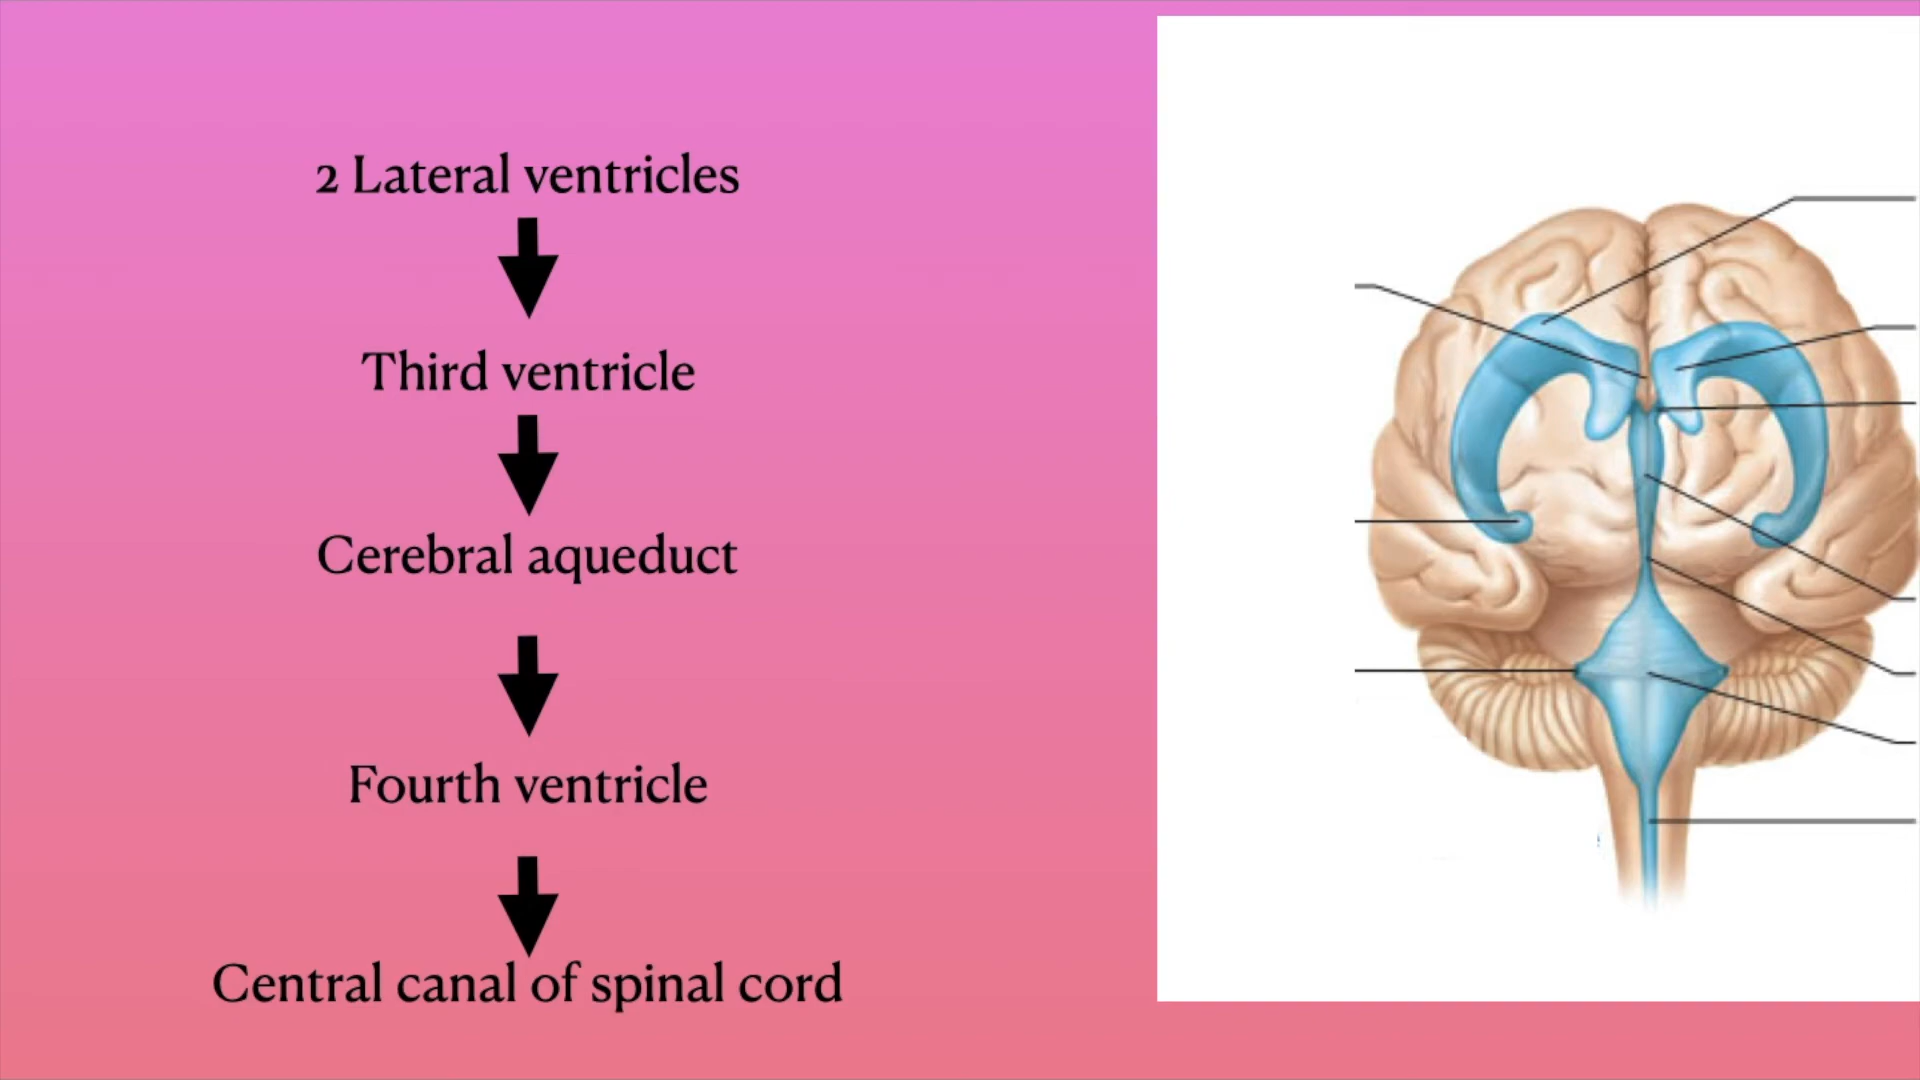 2 Lateral ventricles
Third ventricle
Cerebral aqueduct
Fourth ventricle
Central canal of spinal cord